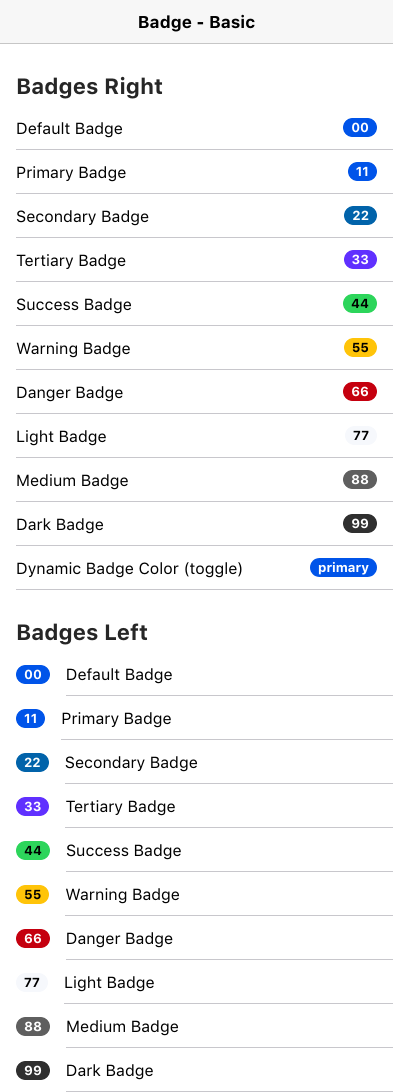 Badge - Basic
Badges Right
Default Badge 00
Primary Badge 11
Secondary Badge 22
Tertiary Badge 33
Success Badge 44
Warning Badge 55
Danger Badge 66
Light Badge 77
Medium Badge 88
Dark Badge 99
Dynamic Badge Color (toggle) primary
Badges Left
00 Default Badge
11 Primary Badge
22 Secondary Badge
33 Tertiary Badge
44 Success Badge
55 Warning Badge
66 Danger Badge
77 Light Badge
88 Medium Badge
99 Dark Badge